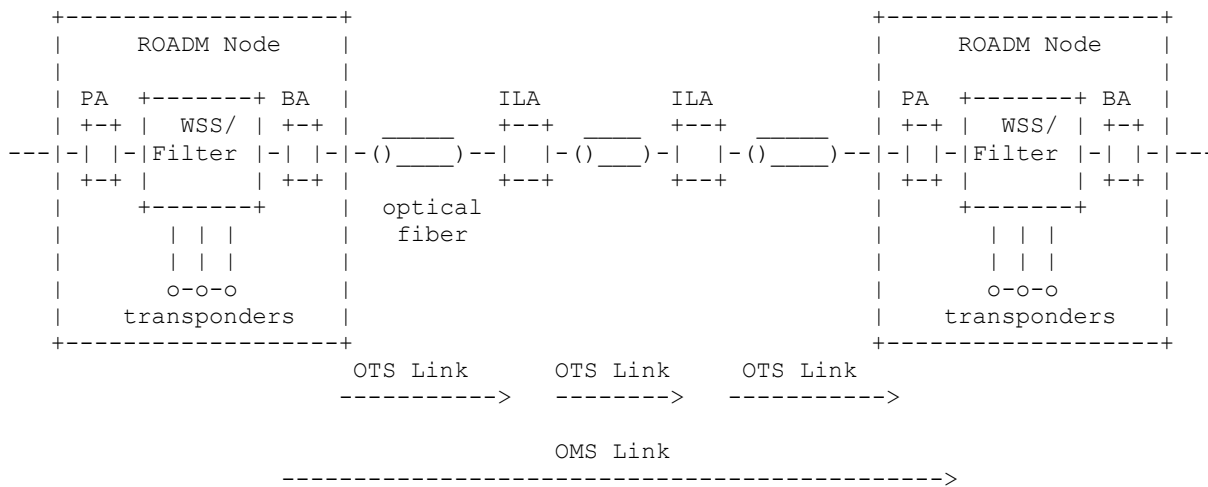 ROADM Node ROADM Node
PA BA ILA ILA PA BA
WSS/ WSS/
Filter Filter
optical
fiber
transponders transponders
OTS Link OTS Link OTS Link
OMS Link